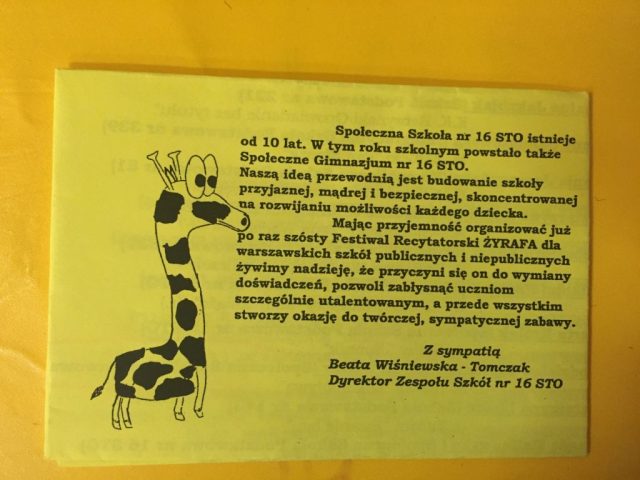 Społeczna Szkoła nr 16 STO istnieje
od 10 lat. W tym roku szkolnym powstało także
Społeczne Gimnazjum nr 16 STO.
Naszą ideą przewodnią jest budowanie szkoły
przyjaznej, mądrej i bezpiecznej, skoncentrowanej
na rozwijaniu możliwości każdego dziecka.
Mając przyjemność organizować już
po raz szósty Festiwal Recytatorski ŻYRAFA dla
warszawskich szkół publicznych i niepublicznych
żywimy nadzieję, że przyczyni się on do wymiany
doświadczeń, pozwoli zabłysnąć uczniom
szczególnie utalentowanym, a przede wszystkim
stworzy okazję do twórczej, sympatycznej zabawy.
Z sympatią
Beata Wiśniewska - Tomczak
Dyrektor Zespołu Szkół nr 16 STO